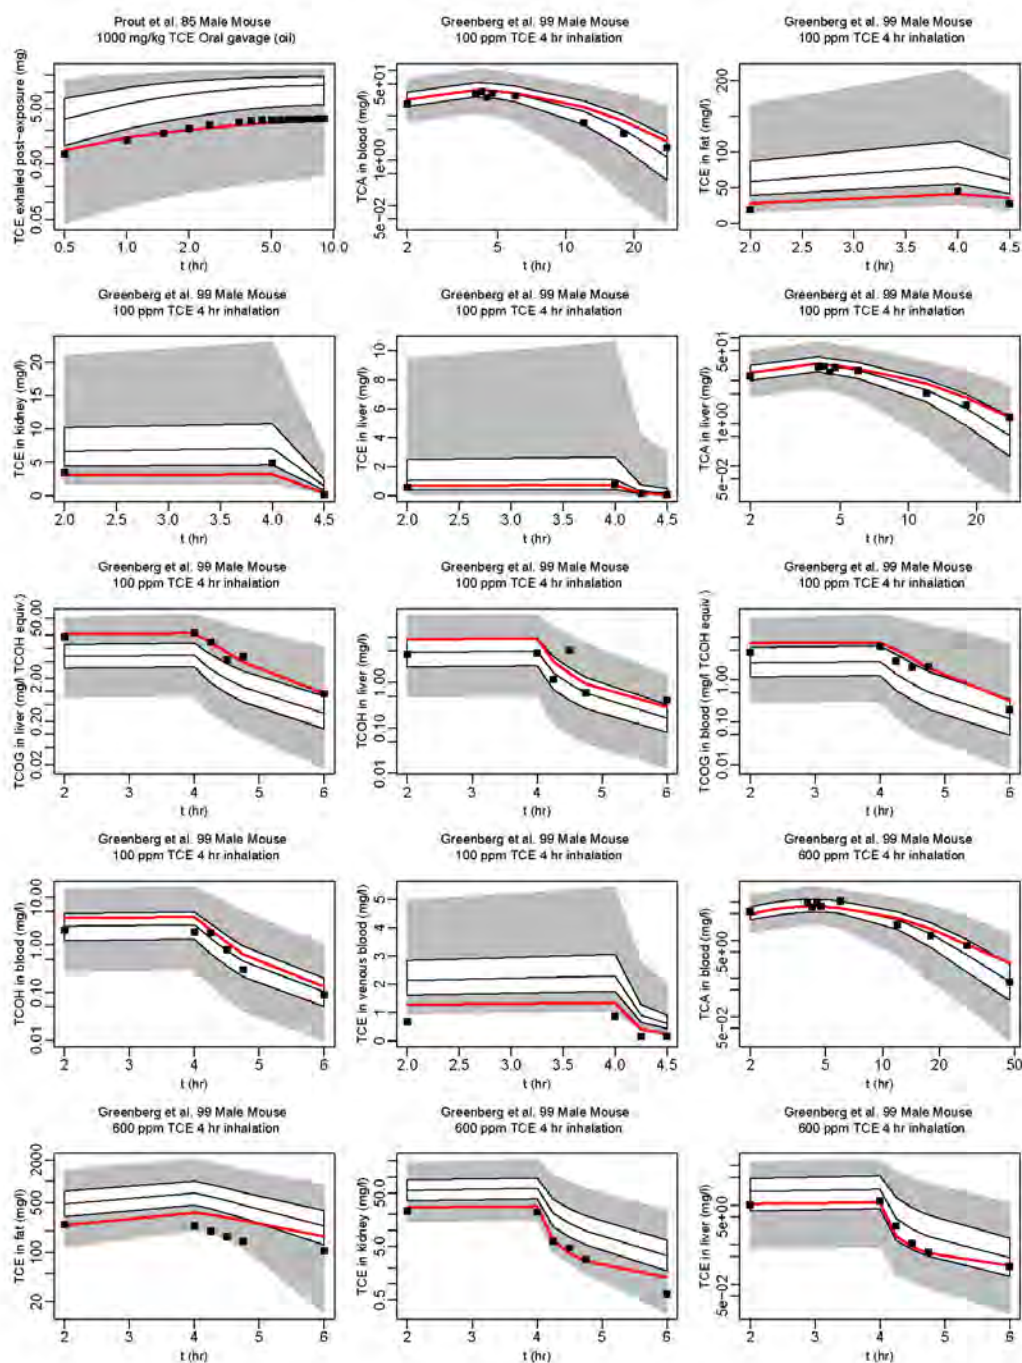 Prout et al. 85 Male Mouse
1000 mg/kg TCE Oral gavage (oil)
TCE exhaled post-exposure (mg)
5.00
0.50
0.05
0.5 1.0 2.0 5.0 10.0
t (hr)
Greenberg et al. 99 Male Mouse
100 ppm TCE 4 hr inhalation
TCA in blood (mg/l)
5e+01
1e+00
5e-02
2 5 10 20
t (hr)
Greenberg et al. 99 Male Mouse
100 ppm TCE 4 hr inhalation
TCE in fat (mg/l)
200
100
50
0
2.0 2.5 3.0 3.5 4.0 4.5
t (hr)
Greenberg et al. 99 Male Mouse
100 ppm TCE 4 hr inhalation
TCE in kidney (mg/l)
20
15
10
5
0
2.0 2.5 3.0 3.5 4.0 4.5
t (hr)
Greenberg et al. 99 Male Mouse
100 ppm TCE 4 hr inhalation
TCE in liver (mg/l)
10
8
6
4
2
0
2.0 2.5 3.0 3.5 4.0 4.5
t (hr)
Greenberg et al. 99 Male Mouse
100 ppm TCE 4 hr inhalation
TCA in liver (mg/l)
5e+01
1e+00
5e-02
2 5 10 20
t (hr)
Greenberg et al. 99 Male Mouse
100 ppm TCE 4 hr inhalation
TCOG in liver (mg/l TCOH equiv.)
50.00
2.00
0.20
0.02
2 3 4 5 6
t (hr)
Greenberg et al. 99 Male Mouse
100 ppm TCE 4 hr inhalation
TCOH in liver (mg/l)
1.00
0.10
0.01
2 3 4 5 6
t (hr)
Greenberg et al. 99 Male Mouse
100 ppm TCE 4 hr inhalation
TCOG in blood (mg/l TCOH equiv)
1.00
0.10
0.01
2 3 4 5 6
t (hr)
Greenberg et al. 99 Male Mouse
100 ppm TCE 4 hr inhalation
TCOH in blood (mg/l)
10.00
1.00
0.10
0.01
2 3 4 5 6
t (hr)
Greenberg et al. 99 Male Mouse
100 ppm TCE 4 hr inhalation
TCE in venous blood (mg/l)
5
4
3
2
1
0
2.0 2.5 3.0 3.5 4.0 4.5
t (hr)
Greenberg et al. 99 Male Mouse
600 ppm TCE 4 hr inhalation
TCA in blood (mg/l)
5e+00
5e-02
2 5 10 20 50
t (hr)
Greenberg et al. 99 Male Mouse
600 ppm TCE 4 hr inhalation
TCE in fat (mg/l)
2000
500
100
20
2 3 4 5 6
t (hr)
Greenberg et al. 99 Male Mouse
600 ppm TCE 4 hr inhalation
TCE in kidney (mg/l)
50.0
5.0
0.5
2 3 4 5 6
t (hr)
Greenberg et al. 99 Male Mouse
600 ppm TCE 4 hr inhalation
TCE in liver (mg/l)
5e+00
5e-02
2 3 4 5 6
t (hr)